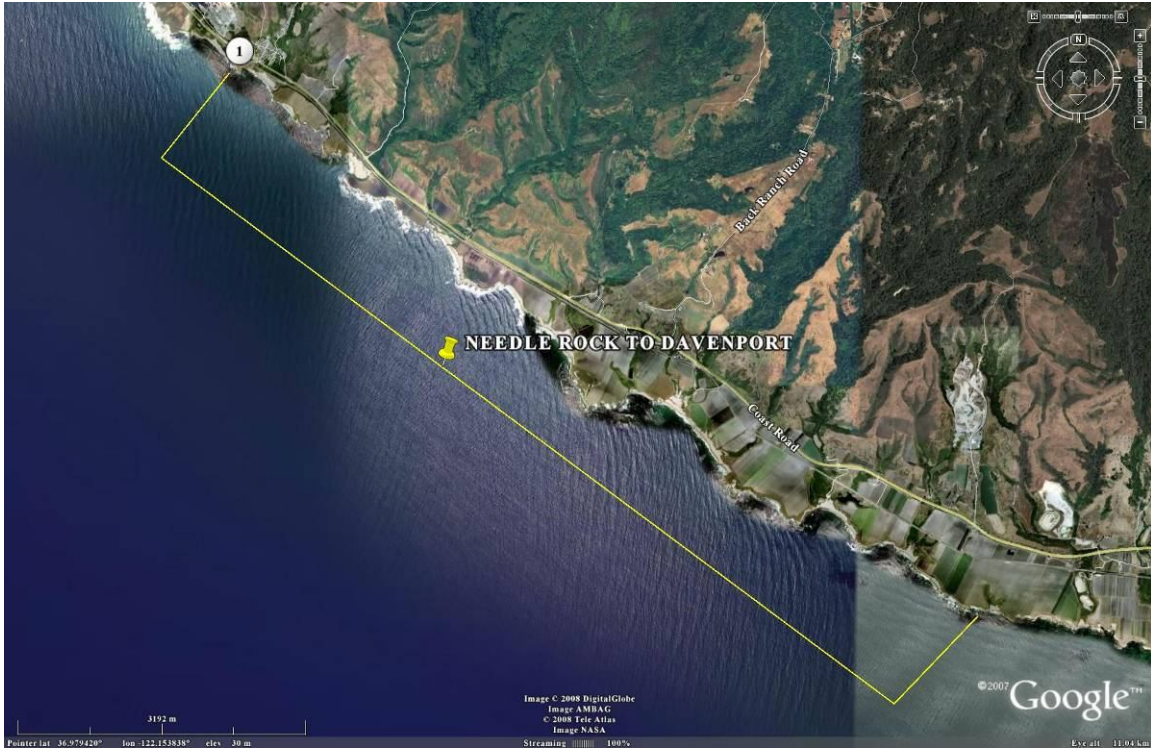 1
N
Back Ranch Road
NEEDLE ROCK TO DAVENPORT
Coast Road
©2007 Google™
Image © 2008 DigitalGlobe
Image AMBAG
© 2008 Tele Atlas
Image NASA
3192 m
Pointer lat 36.979420° lon -122.153838° elev 30 m
Streaming 100%
Eye alt 11.04 km